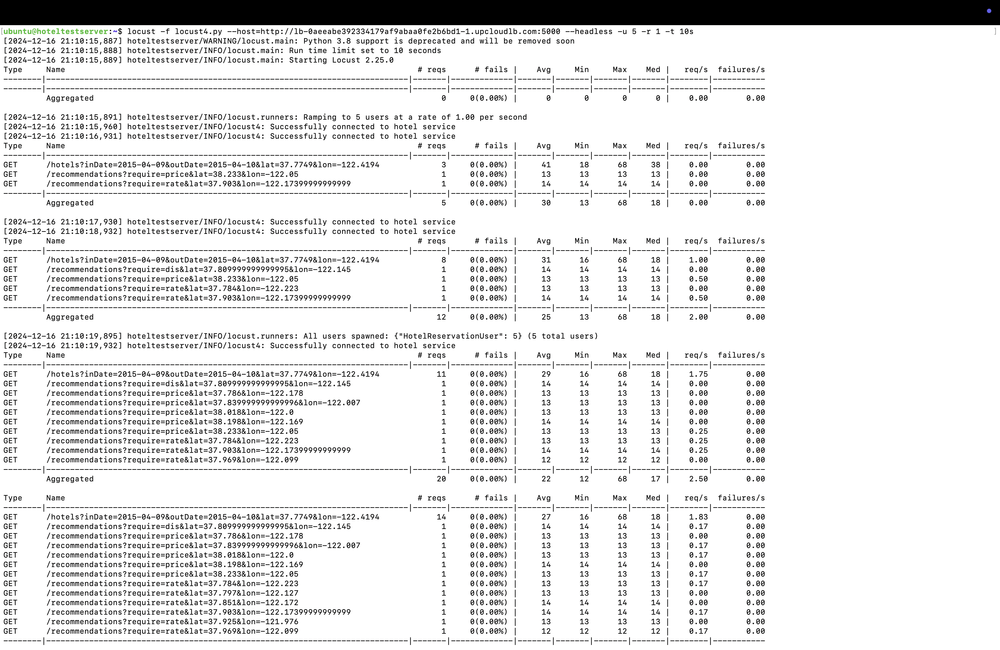 [ubuntu@hoteltestserver:~$ locust -f locust4.py --host=http://lb-0aeeabe392334179af9abaa0fe2b6bd1-1.upcloudlb.com:5000 --headless -u 5 -r 1 -t 10s ]
[2024-12-16 21:10:15,887] hoteltestserver/WARNING/locust.main: Python 3.8 support is deprecated and will be removed soon
[2024-12-16 21:10:15,888] hoteltestserver/INFO/locust.main: Run time limit set to 10 seconds
[2024-12-16 21:10:15,889] hoteltestserver/INFO/locust.main: Starting Locust 2.25.0
Type Name # reqs # fails | Avg Min Max Med | req/s failures/s
--------|----------------------------------------------------------------------------|-------|-------------|-------|-------|-------|-------|--------|-----------
--------|----------------------------------------------------------------------------|-------|-------------|-------|-------|-------|-------|--------|-----------
Aggregated 0 0(0.00%) | 0 0 0 0 | 0.00 0.00
[2024-12-16 21:10:15,891] hoteltestserver/INFO/locust.runners: Ramping to 5 users at a rate of 1.00 per second
[2024-12-16 21:10:15,960] hoteltestserver/INFO/locust4: Successfully connected to hotel service
[2024-12-16 21:10:16,931] hoteltestserver/INFO/locust4: Successfully connected to hotel service
Type Name # reqs # fails | Avg Min Max Med | req/s failures/s
--------|----------------------------------------------------------------------------|-------|-------------|-------|-------|-------|-------|--------|-----------
GET /hotels?inDate=2015-04-09&outDate=2015-04-10&lat=37.7749&lon=-122.4194 3 0(0.00%) | 41 18 68 38 | 0.00 0.00
GET /recommendations?require=price&lat=38.233&lon=-122.05 1 0(0.00%) | 13 13 13 13 | 0.00 0.00
GET /recommendations?require=rate&lat=37.903&lon=-122.17399999999999 1 0(0.00%) | 14 14 14 14 | 0.00 0.00
--------|----------------------------------------------------------------------------|-------|-------------|-------|-------|-------|-------|--------|-----------
Aggregated 5 0(0.00%) | 30 13 68 18 | 0.00 0.00
[2024-12-16 21:10:17,930] hoteltestserver/INFO/locust4: Successfully connected to hotel service
[2024-12-16 21:10:18,932] hoteltestserver/INFO/locust4: Successfully connected to hotel service
Type Name # reqs # fails | Avg Min Max Med | req/s failures/s
--------|----------------------------------------------------------------------------|-------|-------------|-------|-------|-------|-------|--------|-----------
GET /hotels?inDate=2015-04-09&outDate=2015-04-10&lat=37.7749&lon=-122.4194 8 0(0.00%) | 31 16 68 18 | 1.00 0.00
GET /recommendations?require=dis&lat=37.809999999999995&lon=-122.145 1 0(0.00%) | 14 14 14 14 | 0.00 0.00
GET /recommendations?require=price&lat=38.233&lon=-122.05 1 0(0.00%) | 13 13 13 13 | 0.50 0.00
GET /recommendations?require=rate&lat=37.784&lon=-122.223 1 0(0.00%) | 13 13 13 13 | 0.00 0.00
GET /recommendations?require=rate&lat=37.903&lon=-122.17399999999999 1 0(0.00%) | 14 14 14 14 | 0.50 0.00
--------|----------------------------------------------------------------------------|-------|-------------|-------|-------|-------|-------|--------|-----------
Aggregated 12 0(0.00%) | 25 13 68 18 | 2.00 0.00
[2024-12-16 21:10:19,895] hoteltestserver/INFO/locust.runners: All users spawned: {"HotelReservationUser": 5} (5 total users)
[2024-12-16 21:10:19,932] hoteltestserver/INFO/locust4: Successfully connected to hotel service
Type Name # reqs # fails | Avg Min Max Med | req/s failures/s
--------|----------------------------------------------------------------------------|-------|-------------|-------|-------|-------|-------|--------|-----------
GET /hotels?inDate=2015-04-09&outDate=2015-04-10&lat=37.7749&lon=-122.4194 11 0(0.00%) | 29 16 68 18 | 1.75 0.00
GET /recommendations?require=dis&lat=37.809999999999995&lon=-122.145 1 0(0.00%) | 14 14 14 14 | 0.00 0.00
GET /recommendations?require=price&lat=37.786&lon=-122.178 1 0(0.00%) | 13 13 13 13 | 0.00 0.00
GET /recommendations?require=price&lat=37.839999999999996&lon=-122.007 1 0(0.00%) | 13 13 13 13 | 0.00 0.00
GET /recommendations?require=price&lat=38.018&lon=-122.0 1 0(0.00%) | 13 13 13 13 | 0.00 0.00
GET /recommendations?require=price&lat=38.198&lon=-122.169 1 0(0.00%) | 14 14 14 14 | 0.00 0.00
GET /recommendations?require=price&lat=38.233&lon=-122.05 1 0(0.00%) | 13 13 13 13 | 0.25 0.00
GET /recommendations?require=rate&lat=37.784&lon=-122.223 1 0(0.00%) | 13 13 13 13 | 0.25 0.00
GET /recommendations?require=rate&lat=37.903&lon=-122.17399999999999 1 0(0.00%) | 14 14 14 14 | 0.25 0.00
GET /recommendations?require=rate&lat=37.969&lon=-122.099 1 0(0.00%) | 12 12 12 12 | 0.00 0.00
--------|----------------------------------------------------------------------------|-------|-------------|-------|-------|-------|-------|--------|-----------
Aggregated 20 0(0.00%) | 22 12 68 17 | 2.50 0.00
Type Name # reqs # fails | Avg Min Max Med | req/s failures/s
--------|----------------------------------------------------------------------------|-------|-------------|-------|-------|-------|-------|--------|-----------
GET /hotels?inDate=2015-04-09&outDate=2015-04-10&lat=37.7749&lon=-122.4194 14 0(0.00%) | 27 16 68 18 | 1.83 0.00
GET /recommendations?require=dis&lat=37.809999999999995&lon=-122.145 1 0(0.00%) | 14 14 14 14 | 0.17 0.00
GET /recommendations?require=price&lat=37.786&lon=-122.178 1 0(0.00%) | 13 13 13 13 | 0.00 0.00
GET /recommendations?require=price&lat=37.839999999999996&lon=-122.007 1 0(0.00%) | 13 13 13 13 | 0.17 0.00
GET /recommendations?require=price&lat=38.018&lon=-122.0 1 0(0.00%) | 13 13 13 13 | 0.17 0.00
GET /recommendations?require=price&lat=38.198&lon=-122.169 1 0(0.00%) | 14 14 14 14 | 0.00 0.00
GET /recommendations?require=price&lat=38.233&lon=-122.05 1 0(0.00%) | 13 13 13 13 | 0.17 0.00
GET /recommendations?require=rate&lat=37.784&lon=-122.223 1 0(0.00%) | 13 13 13 13 | 0.17 0.00
GET /recommendations?require=rate&lat=37.797&lon=-122.127 1 0(0.00%) | 13 13 13 13 | 0.00 0.00
GET /recommendations?require=rate&lat=37.851&lon=-122.172 1 0(0.00%) | 14 14 14 14 | 0.00 0.00
GET /recommendations?require=rate&lat=37.903&lon=-122.17399999999999 1 0(0.00%) | 14 14 14 14 | 0.17 0.00
GET /recommendations?require=rate&lat=37.925&lon=-121.976 1 0(0.00%) | 13 13 13 13 | 0.00 0.00
GET /recommendations?require=rate&lat=37.969&lon=-122.099 1 0(0.00%) | 12 12 12 12 | 0.17 0.00
--------|----------------------------------------------------------------------------|-------|-------------|-------|-------|-------|-------|--------|-----------